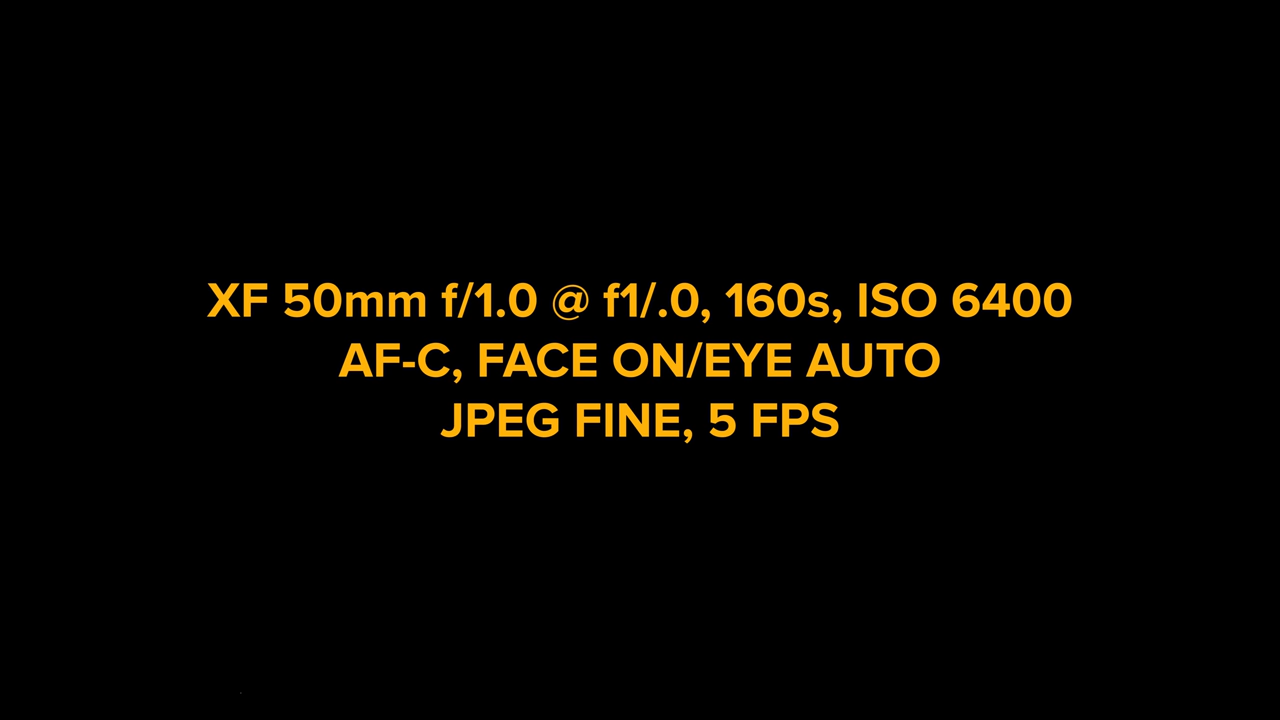 XF 50mm f/1.0 @ f1/.0, 160s, ISO 6400
AF-C, FACE ON/EYE AUTO
JPEG FINE, 5 FPS